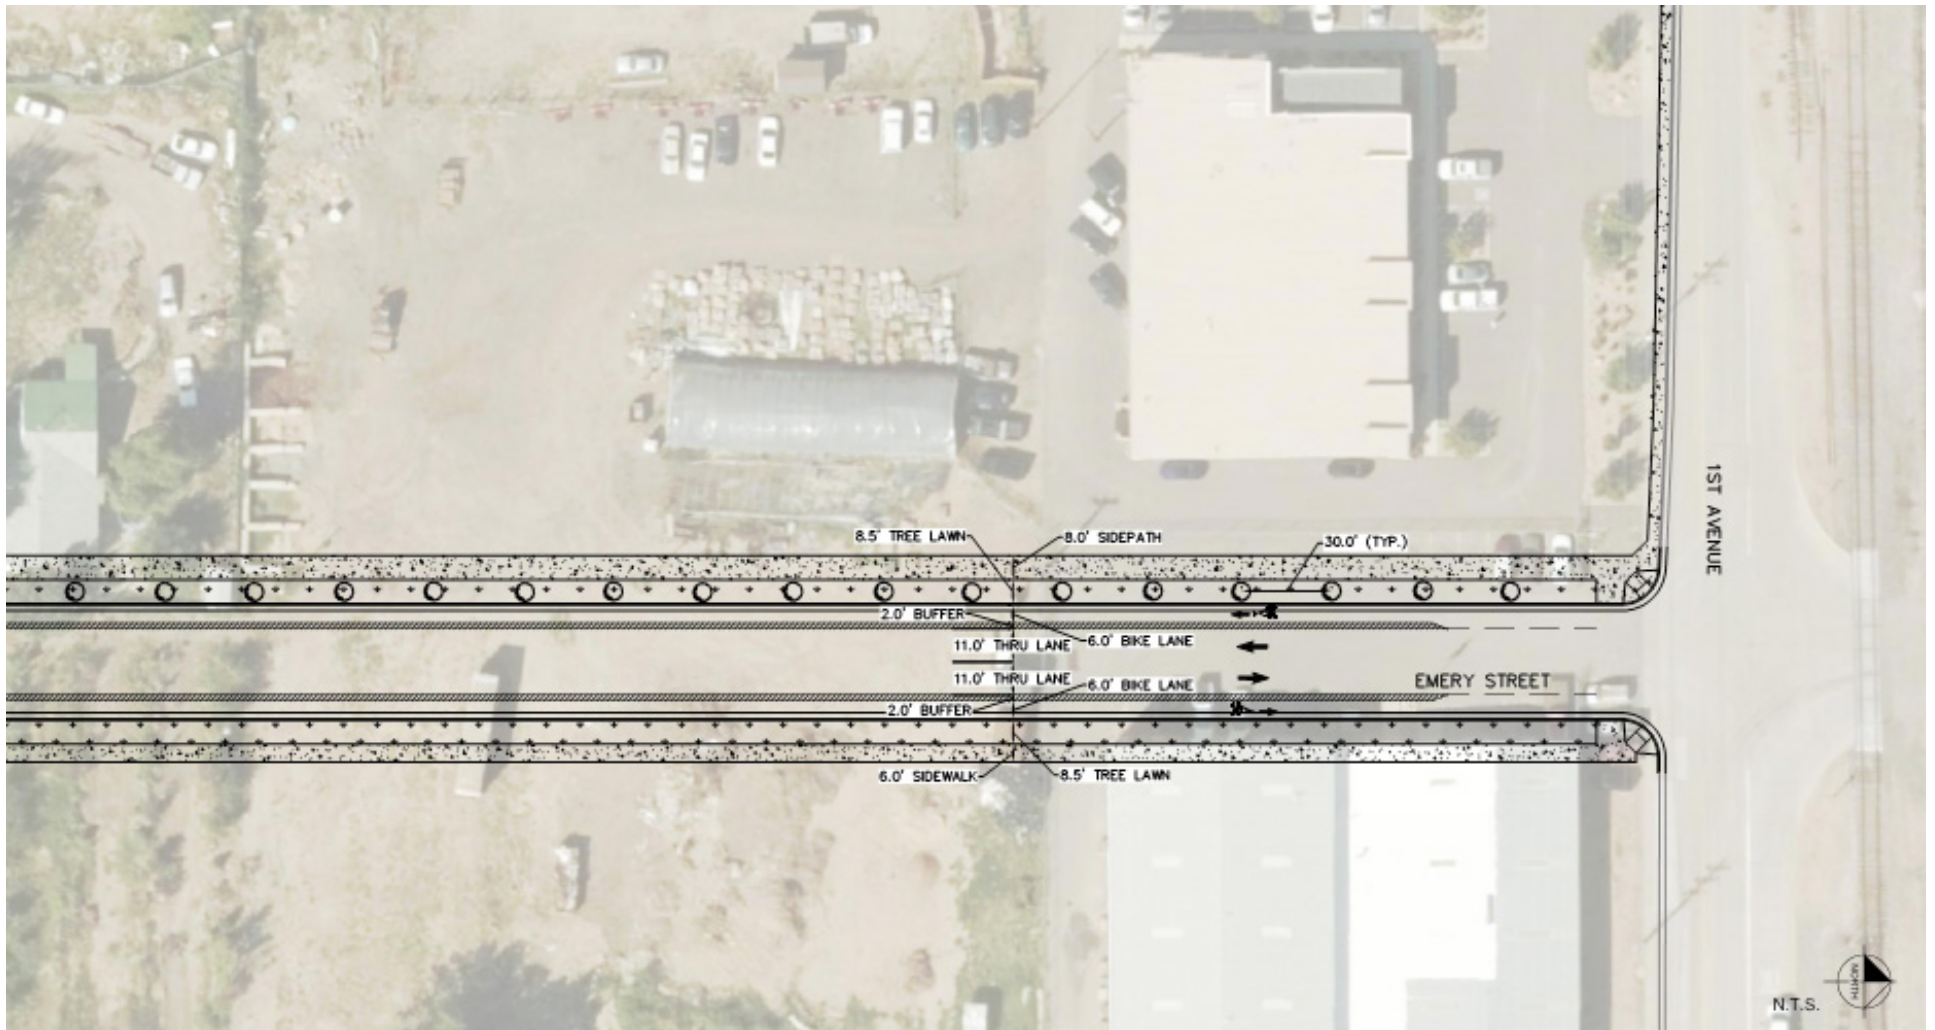 1ST AVENUE
8.5' TREE LAWN
8.0' SIDEPATH
30.0' (TYP.)
2.0' BUFFER
6.0' BIKE LANE
11.0' THRU LANE
11.0' THRU LANE
6.0' BIKE LANE
EMERY STREET
2.0' BUFFER
6.0' SIDEWALK
8.5' TREE LAWN
NORTH
N.T.S.